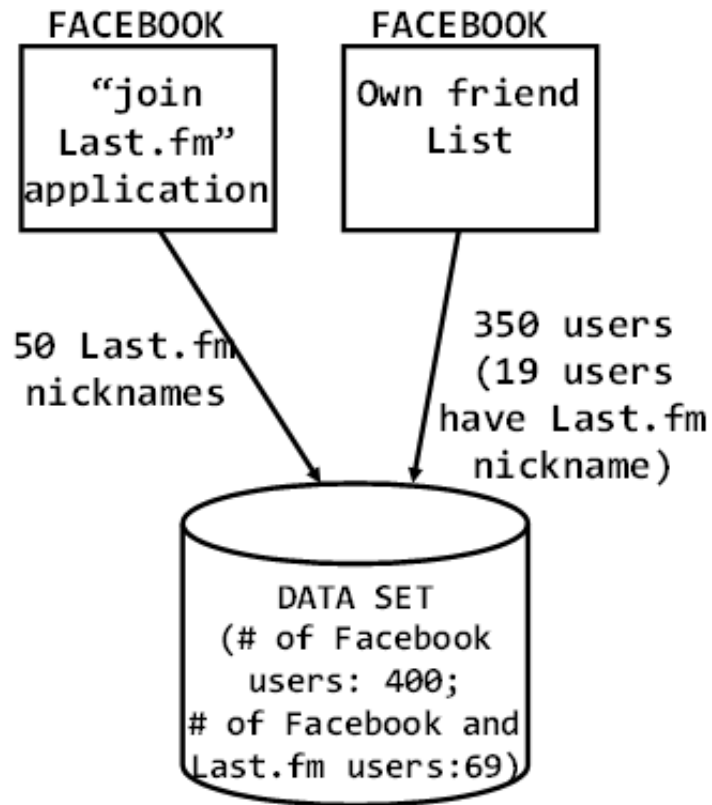 FACEBOOK
“join
Last.fm”
application
FACEBOOK
Own friend
List
50 Last.fm
nicknames
350 users
(19 users
have Last.fm
nickname)
DATA SET
(# of Facebook
users: 400;
# of Facebook and
Last.fm users:69)